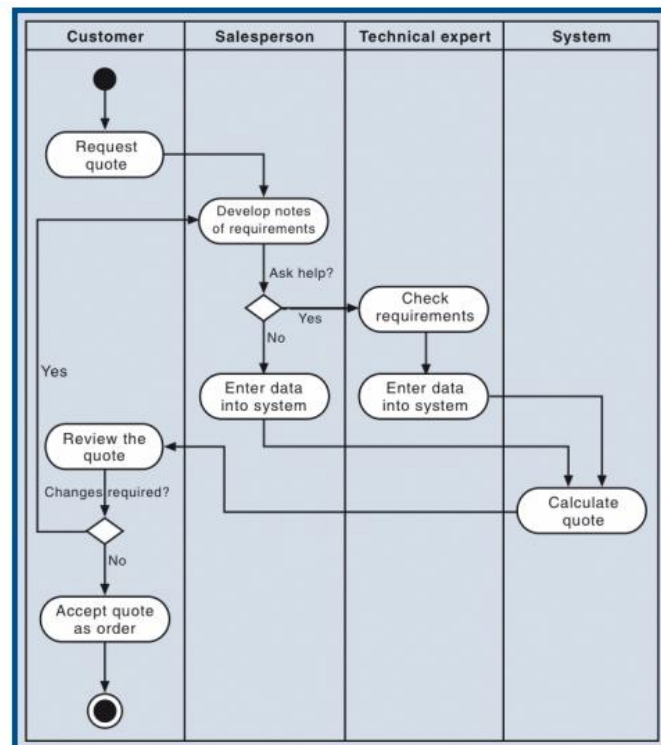 Customer
Salesperson
Technical expert
System
Request
quote
Develop notes
of requirements
Ask help?
Yes
No
Check
requirements
Enter data
into system
Enter data
into system
Yes
Review the
quote
Changes required?
No
Calculate
quote
Accept quote
as order